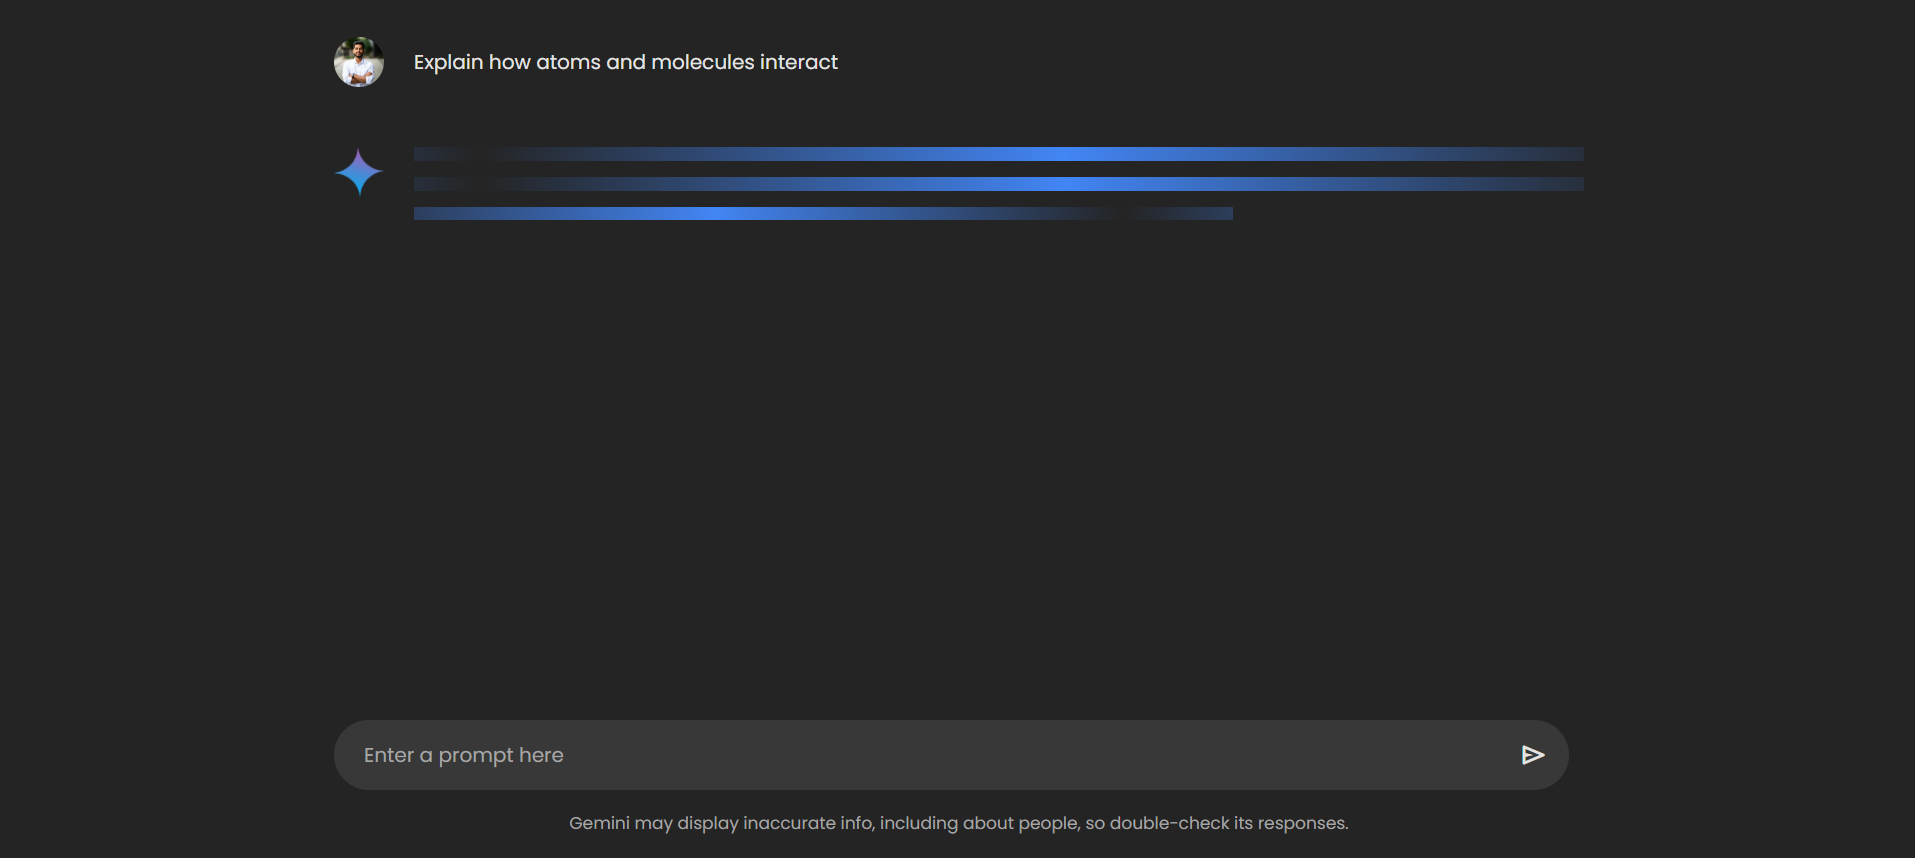 Explain how atoms and molecules interact
Enter a prompt here
Gemini may display inaccurate info, including about people, so double-check its responses.